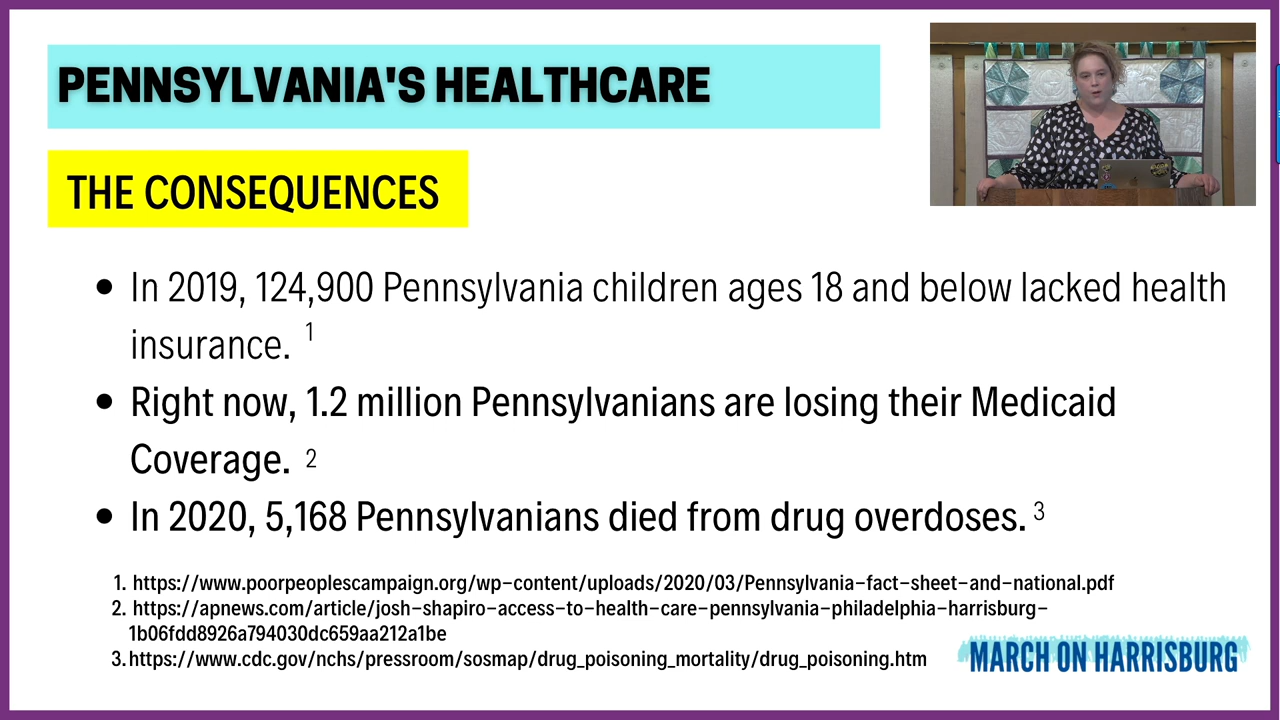 PENNSYLVANIA'S HEALTHCARE
THE CONSEQUENCES
• In 2019, 124,900 Pennsylvania children ages 18 and below lacked health
insurance. 1
• Right now, 1.2 million Pennsylvanians are losing their Medicaid
Coverage. 2
• In 2020, 5,168 Pennsylvanians died from drug overdoses. 3
1. https://www.poorpeoplescampaign.org/wp-content/uploads/2020/03/Pennsylvania-fact-sheet-and-national.pdf
2. https://apnews.com/article/josh-shapiro-access-to-health-care-pennsylvania-philadelphia-harrisburg-
1b06fdd8926a794030dc659aa212a1be
3. https://www.cdc.gov/nchs/pressroom/sosmap/drug_poisoning_mortality/drug_poisoning.htm
MARCH ON HARRISBURG